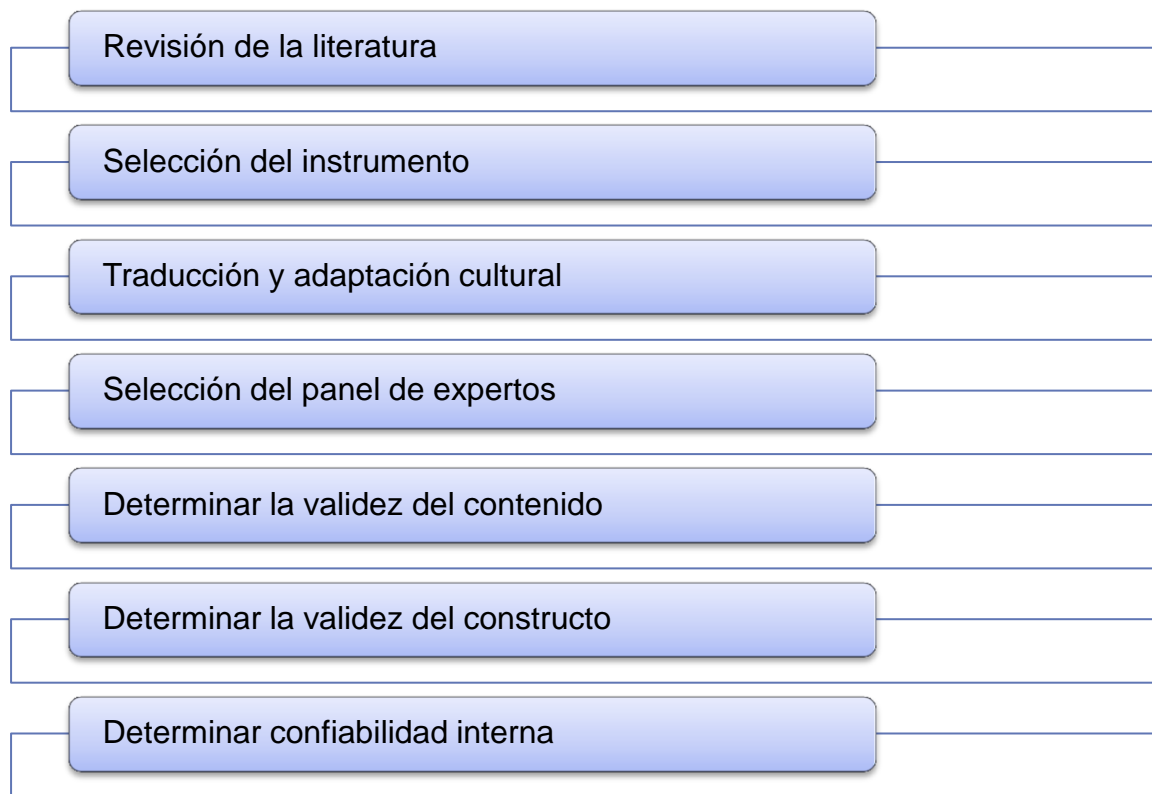 Revisión de la literatura
Selección del instrumento
Traducción y adaptación cultural
Selección del panel de expertos
Determinar la validez del contenido
Determinar la validez del constructo
Determinar confiabilidad interna